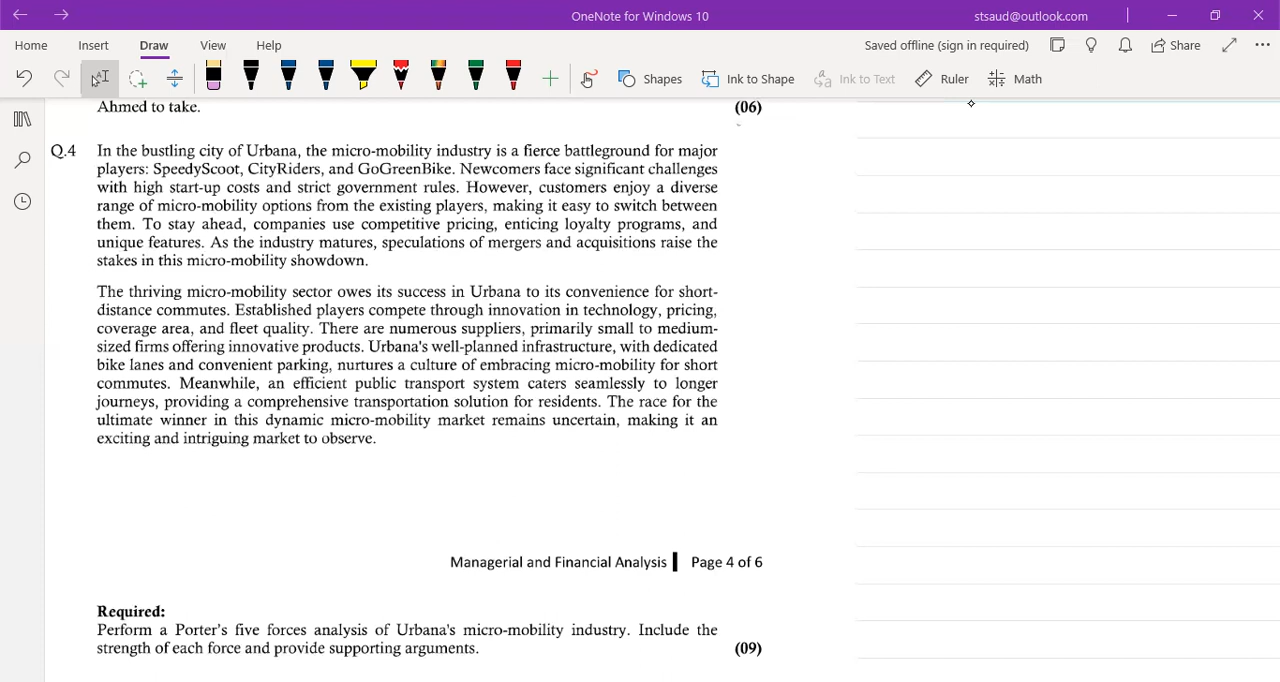 OneNote for Windows 10
stsaud@outlook.com
Home Insert Draw View Help
Saved offline (sign in required)
Share
Shapes
Ink to Shape
Ink to Text
Ruler
Math
Ahmed to take. (06)
Q.4 In the bustling city of Urbana, the micro-mobility industry is a fierce battleground for major
players: SpeedyScoot, CityRiders, and GoGreenBike. Newcomers face significant challenges
with high start-up costs and strict government rules. However, customers enjoy a diverse
range of micro-mobility options from the existing players, making it easy to switch between
them. To stay ahead, companies use competitive pricing, enticing loyalty programs, and
unique features. As the industry matures, speculations of mergers and acquisitions raise the
stakes in this micro-mobility showdown.
The thriving micro-mobility sector owes its success in Urbana to its convenience for short-
distance commutes. Established players compete through innovation in technology, pricing,
coverage area, and fleet quality. There are numerous suppliers, primarily small to medium-
sized firms offering innovative products. Urbana's well-planned infrastructure, with dedicated
bike lanes and convenient parking, nurtures a culture of embracing micro-mobility for short
commutes. Meanwhile, an efficient public transport system caters seamlessly to longer
journeys, providing a comprehensive transportation solution for residents. The race for the
ultimate winner in this dynamic micro-mobility market remains uncertain, making it an
exciting and intriguing market to observe.
Managerial and Financial Analysis | Page 4 of 6
Required:
Perform a Porter's five forces analysis of Urbana's micro-mobility industry. Include the
strength of each force and provide supporting arguments. (09)